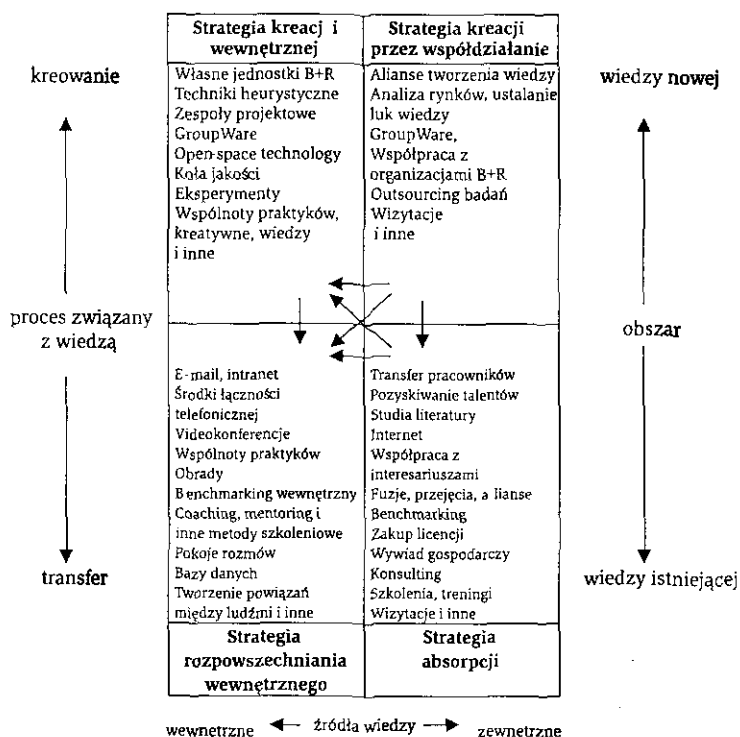 Strategia kreacj i
wewnętrznej
Strategia kreacji
przez współdziałanie
kreowanie
Własne jednostki B+R
Techniki heurystyczne
Zespoły projektowe
GroupWare
Open-space technology
Koła jakości
Eksperymenty
Wspólnoty praktyków,
kreatywne, wiedzy
i inne
Alianse tworzenia wiedzy
Analiza rynków, ustalanie
luk wiedzy
GroupWare,
Współpraca z
organizacjami B+R
Outsourcing badań
Wizytacje
i inne
wiedzy nowej
proces związany
z wiedzą
obszar
E-mail, intranet
Środki łączności
telefonicznej
Videokonferencje
Wspólnoty praktyków
Obrady
Benchmarking wewnętrzny
Coaching, mentoring i
inne metody szkoleniowe
Pokoje rozmów
Bazy danych
Tworzenie powiązań
między ludźmi i inne
Transfer pracowników
Pozyskiwanie talentów
Studia literatury
Internet
Współpraca z
interesariuszami
Fuzje, przejęcia, a lianse
Benchmarking
Zakup licencji
Wywiad gospodarczy
Konsulting
Szkolenia, treningi
Wizytacje i inne
transfer
wiedzy istniejącej
Strategia
rozpowszechniania
wewnętrznego
Strategia
absorpcji
wewnętrzne źródła wiedzy zewnętrzne